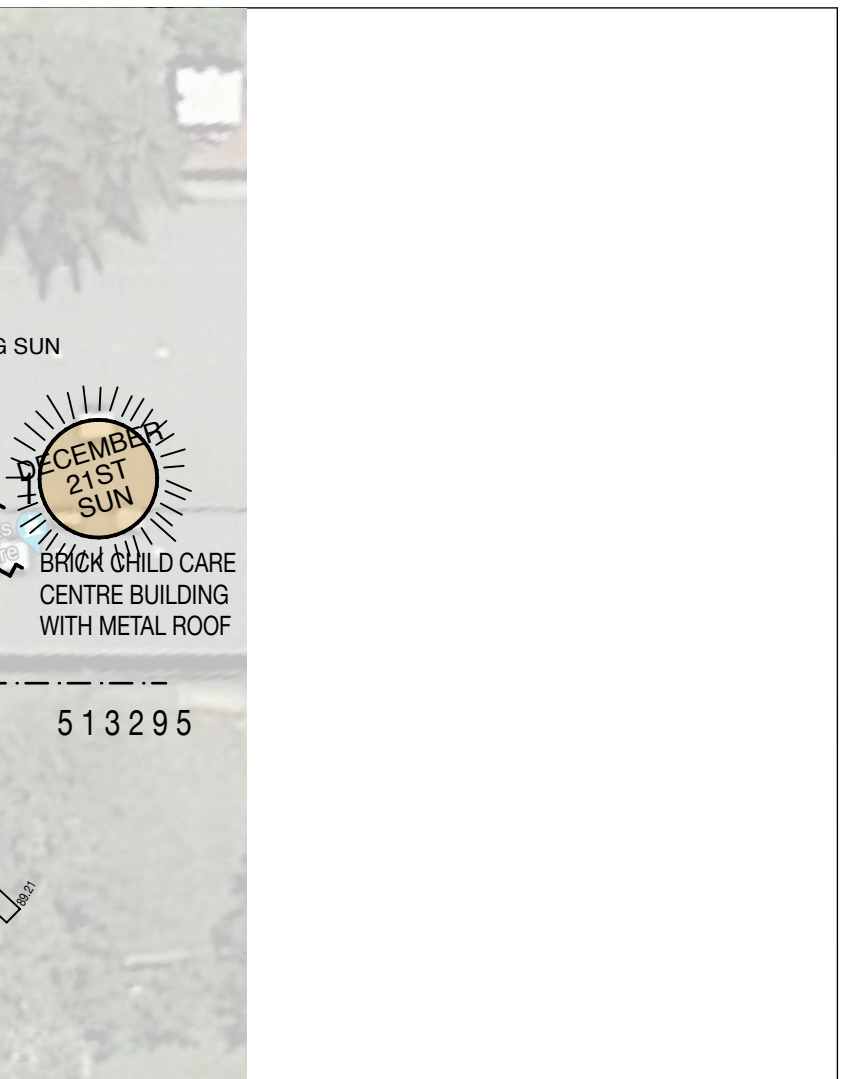 G SUN
DECEMBER
21ST
SUN
BRICK CHILD CARE
CENTRE BUILDING
WITH METAL ROOF
513295
89.21